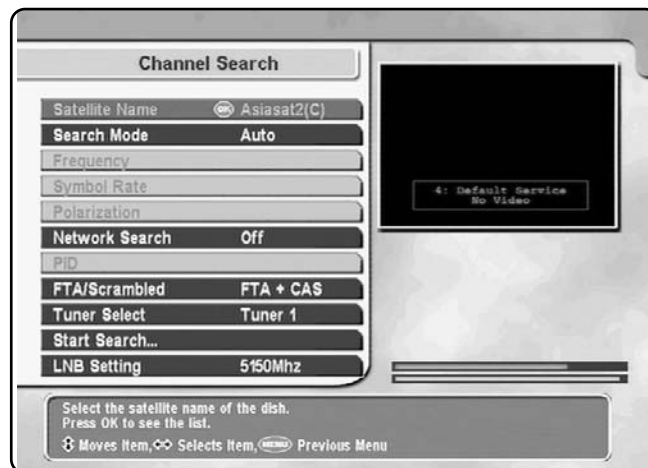 Channel Search
Satellite Name OK Asiasat2(C)
Search Mode Auto
Frequency
Symbol Rate
Polarization
Network Search Off
PID
FTA/Scrambled FTA + CAS
Tuner Select Tuner 1
Start Search...
LNB Setting 5150Mhz
4: Default Service
No Video
Select the satellite name of the dish.
Press OK to see the list.
Moves Item, Selects Item, MENU Previous Menu